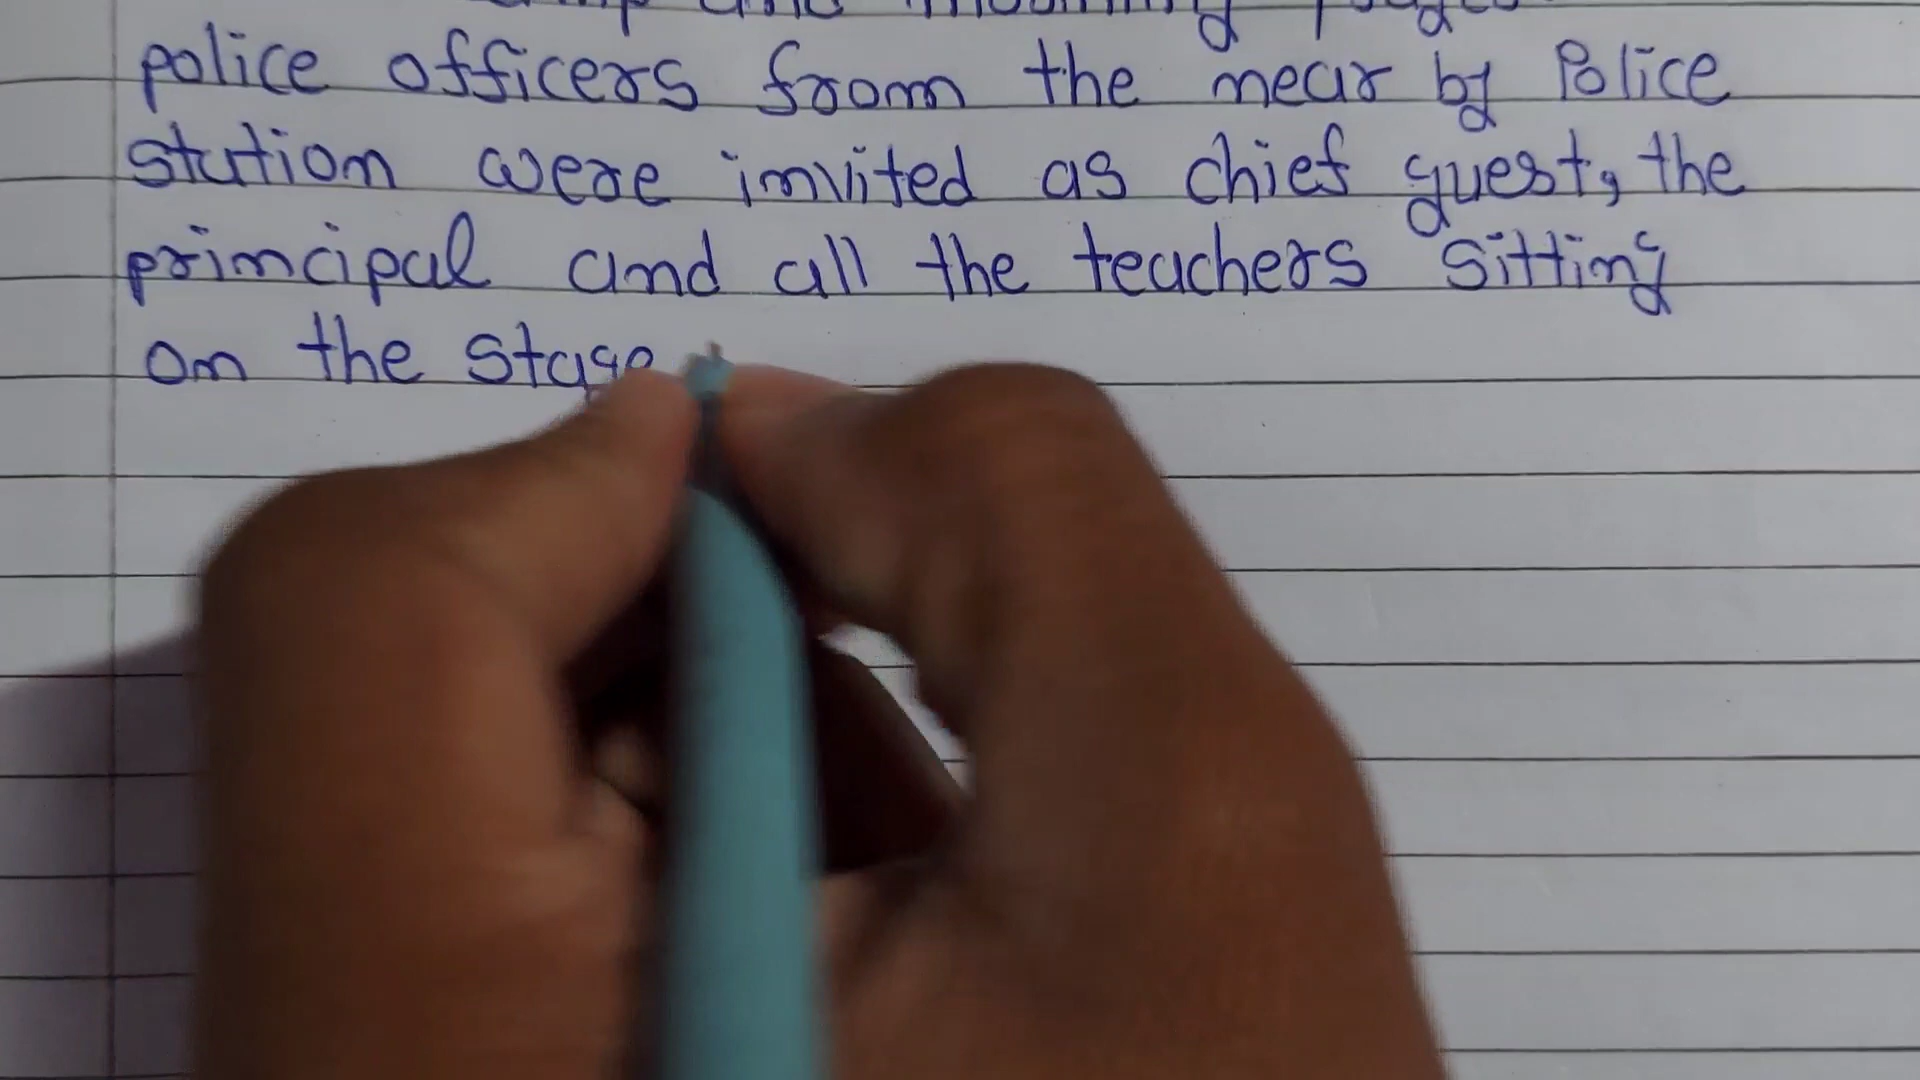 and
police officers from the near by Police
station were invited as chief guest, the
principal and all the teachers sitting
on the stage